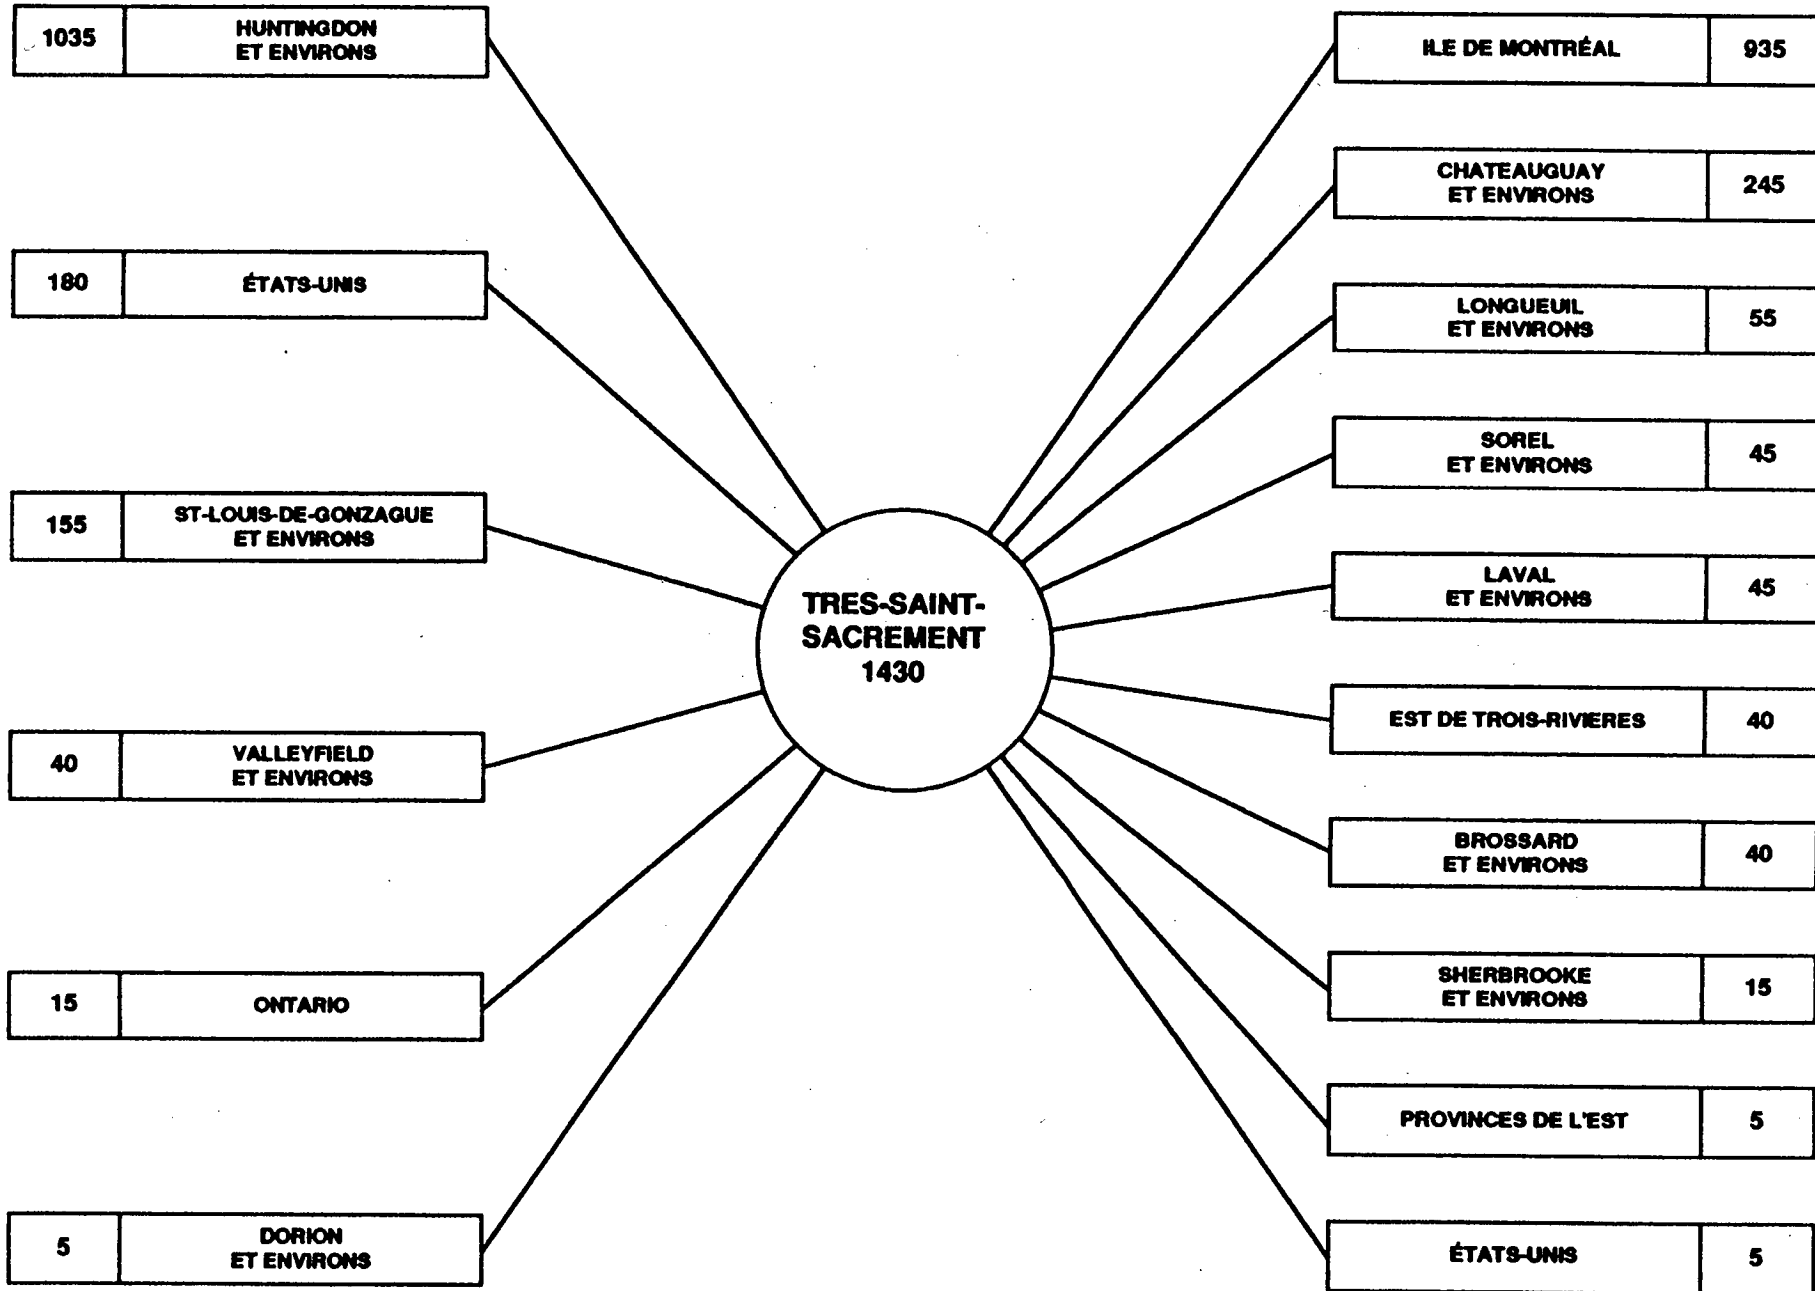 1035
HUNTINGDON
ET ENVIRONS
180
ÉTATS-UNIS
155
ST-LOUIS-DE-GONZAGUE
ET ENVIRONS
40
VALLEYFIELD
ET ENVIRONS
15
ONTARIO
5
DORION
ET ENVIRONS
TRES-SAINT-
SACREMENT
1430
ILE DE MONTRÉAL
935
CHATEAUGUAY
ET ENVIRONS
245
LONGUEUIL
ET ENVIRONS
55
SOREL
ET ENVIRONS
45
LAVAL
ET ENVIRONS
45
EST DE TROIS-RIVIERES
40
BROSSARD
ET ENVIRONS
40
SHERBROOKE
ET ENVIRONS
15
PROVINCES DE L'EST
5
ÉTATS-UNIS
5